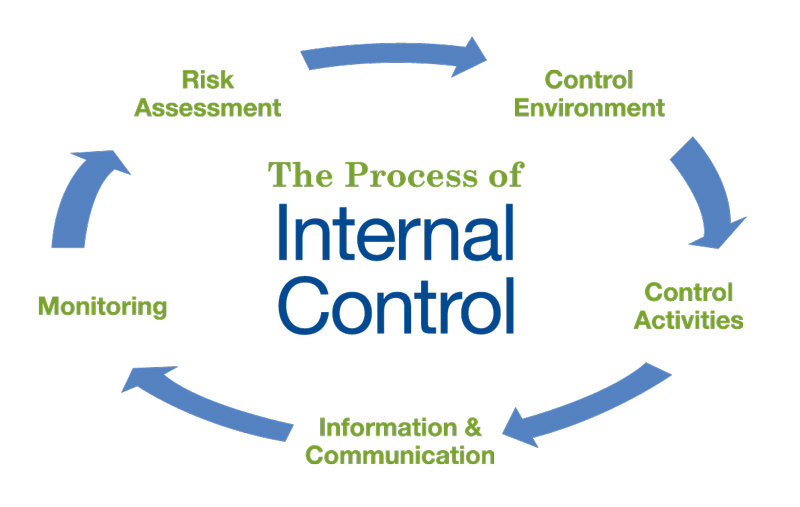 Risk
Assessment
Control
Environment
The Process of
Internal
Control
Monitoring
Control
Activities
Information &
Communication